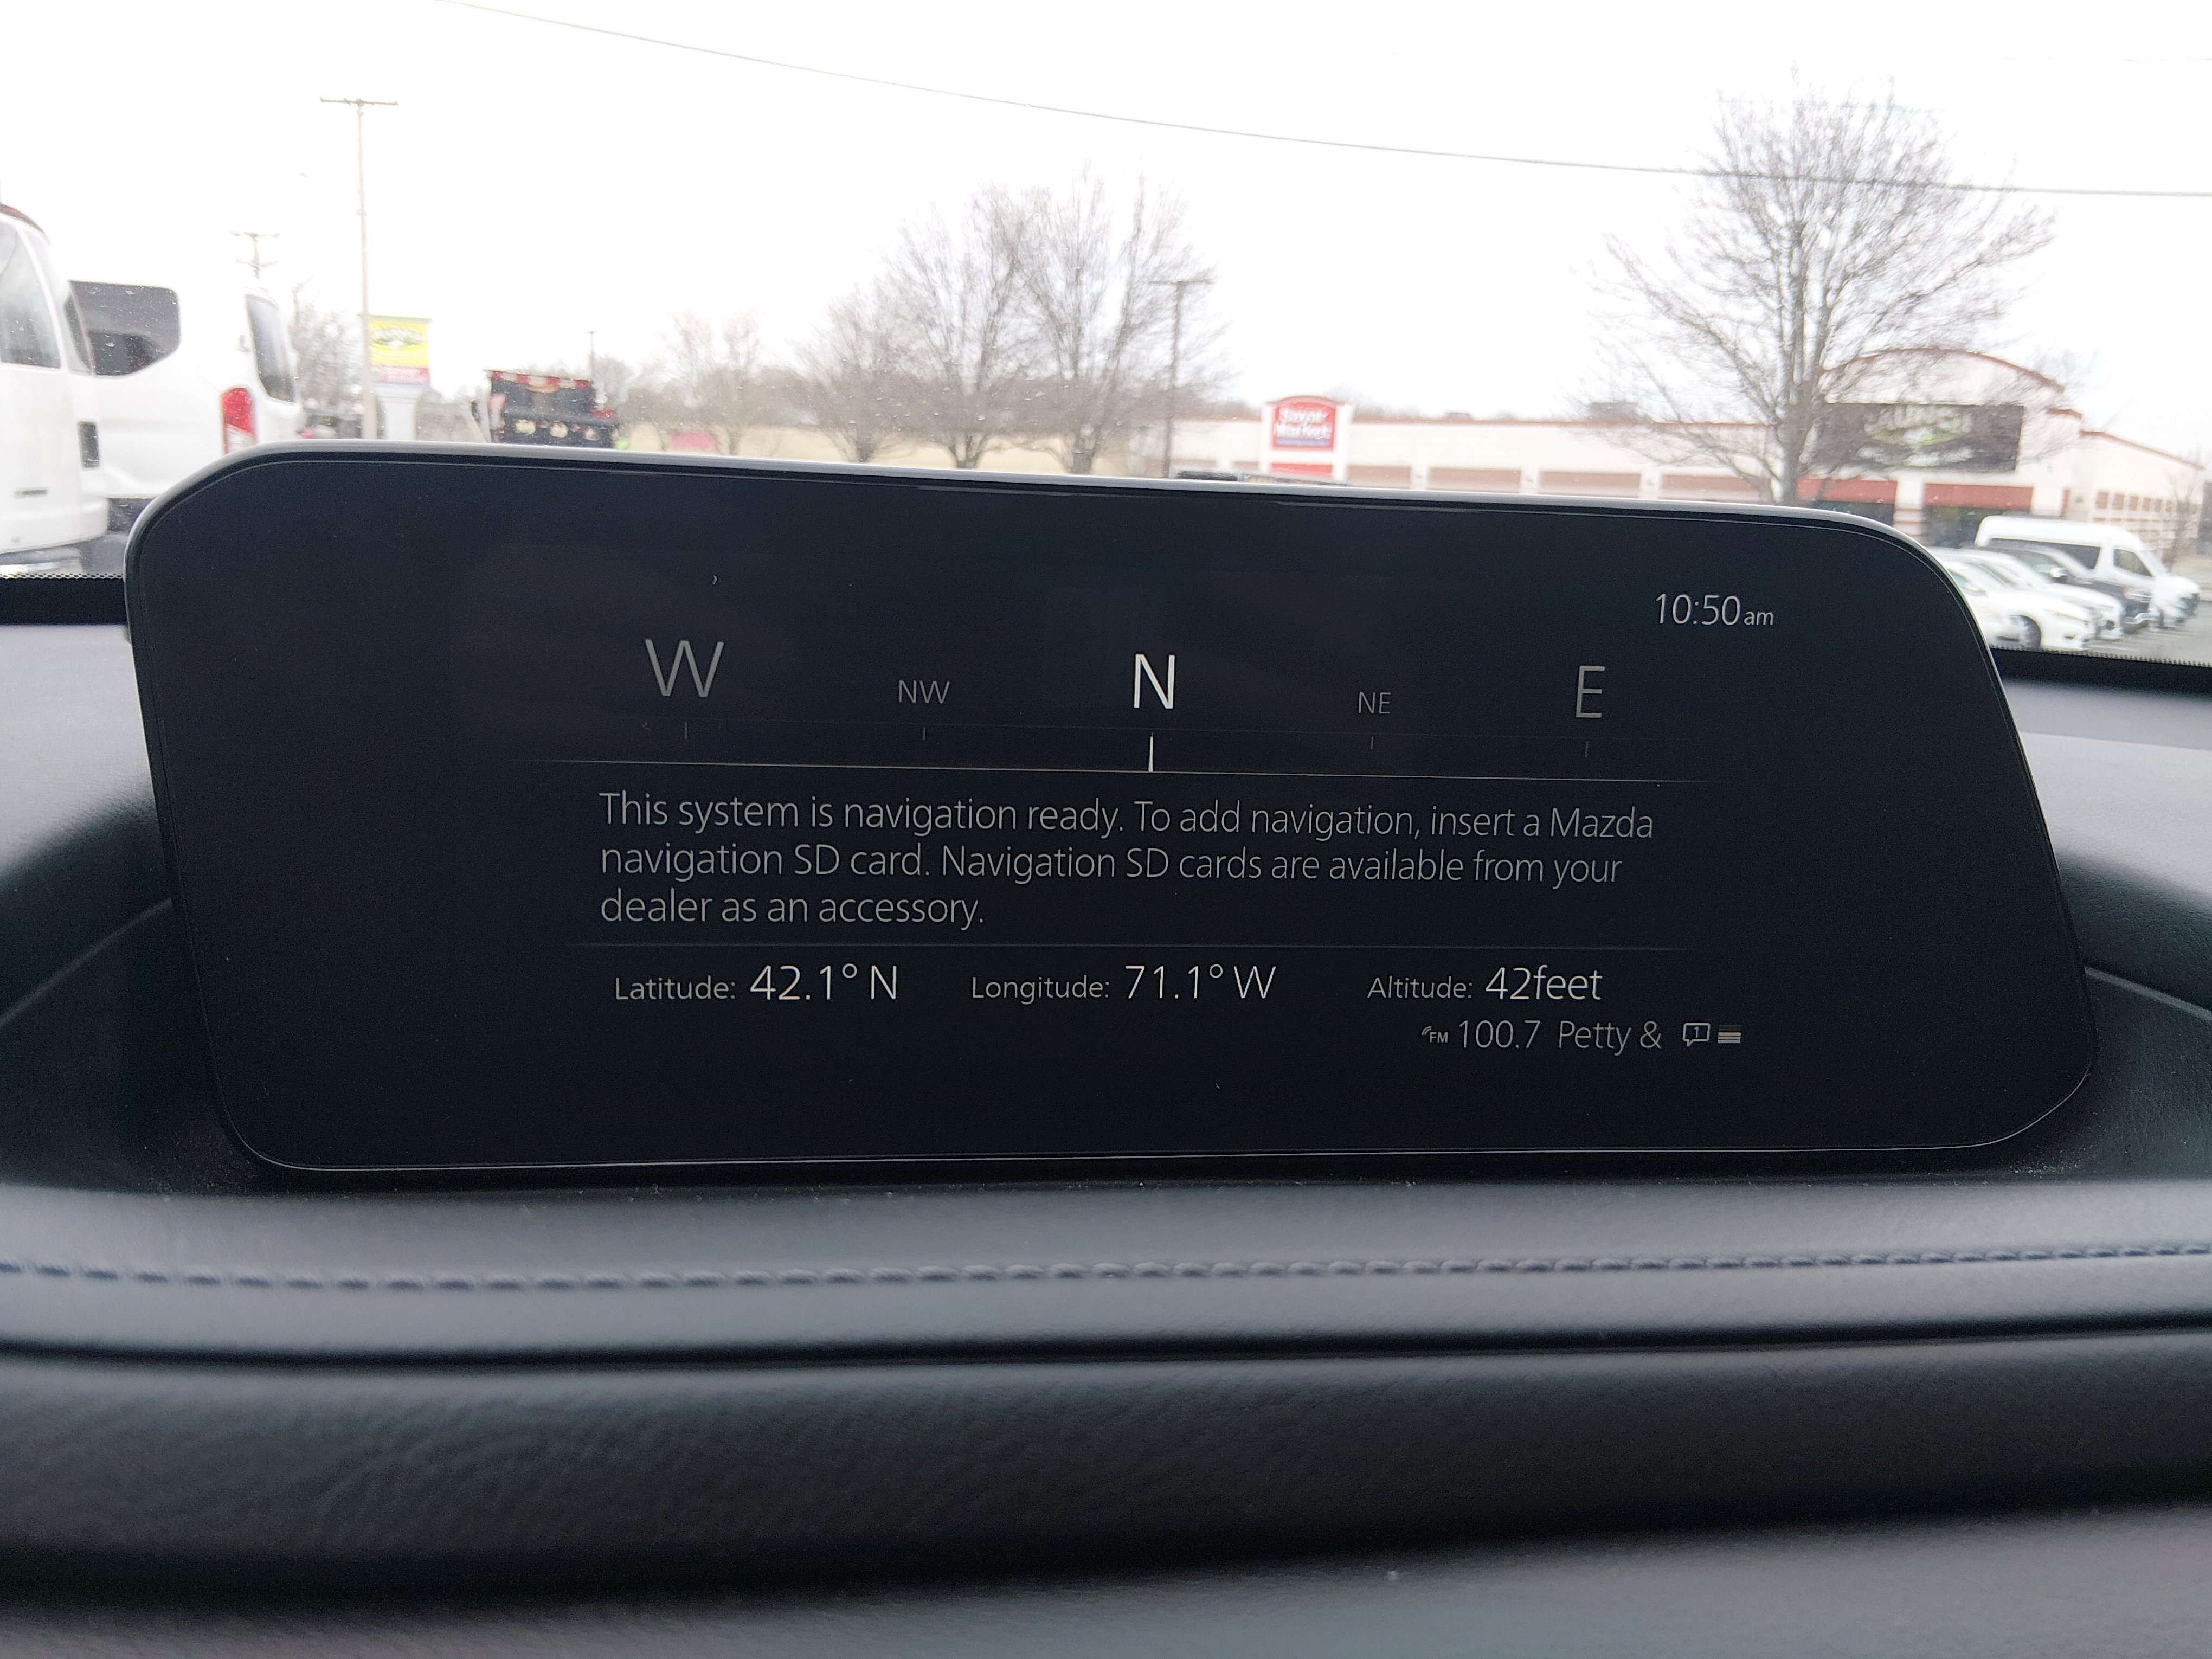 10:50am
W NW N NE E
This system is navigation ready. To add navigation, insert a Mazda
navigation SD card. Navigation SD cards are available from your
dealer as an accessory.
Latitude: 42.1° N Longitude: 71.1° W Altitude: 42feet
FM 100.7 Petty & 1